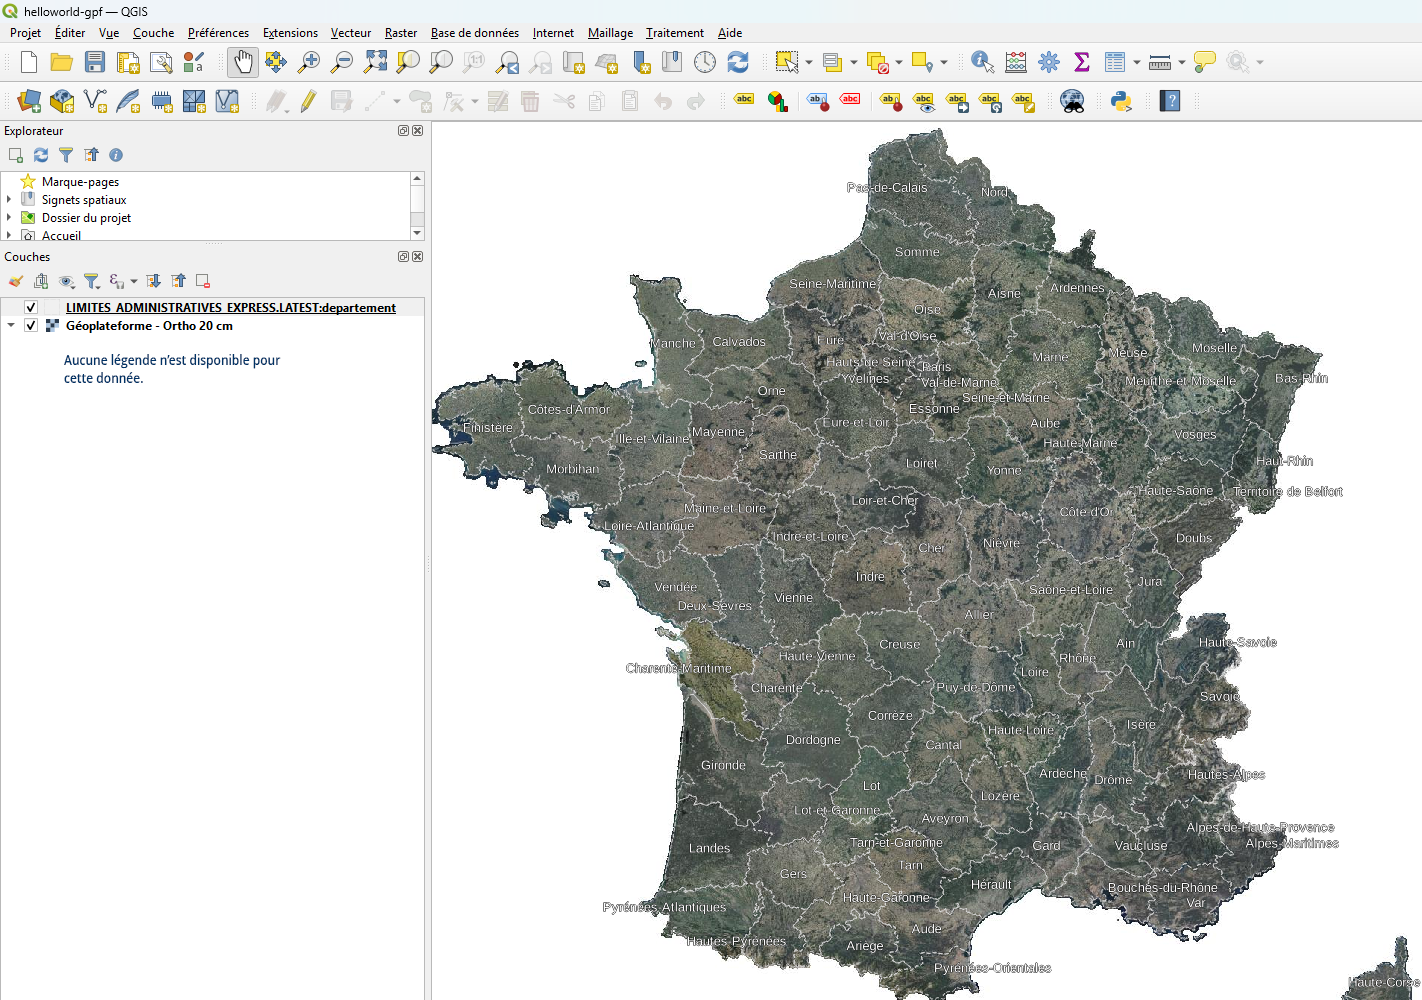 helloworld-gpf — QGIS
Projet Éditer Vue Couche Préférences Extensions Vecteur Raster Base de données Internet Maillage Traitement Aide
Explorateur
Marque-pages
Signets spatiaux
Dossier du projet
Accueil
Couches
LIMITES_ADMINISTRATIVES_EXPRESS.LATEST:departement
Géoplateforme - Ortho 20 cm
Aucune légende n'est disponible pour
cette donnée.
Pas-de-Calais
Nord
Somme
Seine-Maritime
Aisne
Ardennes
Oise
Manche
Calvados
Eure
Val-d'Oise
Marne
Meuse
Moselle
Hauts-de-Seine
Paris
Yvelines
Val-de-Marne
Meurthe-et-Moselle
Bas-Rhin
Orne
Seine-et-Marne
Côtes-d'Armor
Essonne
Finistère
Ille-et-Vilaine
Mayenne
Eure-et-Loir
Aube
Haute-Marne
Vosges
Sarthe
Morbihan
Loiret
Yonne
Haut-Rhin
Haute-Saône
Territoire de Belfort
Maine-et-Loire
Loir-et-Cher
Côte-d'Or
Loire-Atlantique
Indre-et-Loire
Cher
Nièvre
Doubs
Vendée
Indre
Jura
Deux-Sèvres
Vienne
Saône-et-Loire
Allier
Creuse
Ain
Haute-Savoie
Charente-Maritime
Haute-Vienne
Rhône
Loire
Charente
Puy-de-Dôme
Savoie
Corrèze
Isère
Dordogne
Cantal
Haute-Loire
Gironde
Ardèche
Drôme
Hautes-Alpes
Lot
Lozère
Lot-et-Garonne
Aveyron
Alpes-de-Haute-Provence
Landes
Tarn-et-Garonne
Gard
Vaucluse
Alpes-Maritimes
Gers
Tarn
Hérault
Bouches-du-Rhône
Haute-Garonne
Var
Pyrénées-Atlantiques
Aude
Hautes-Pyrénées
Ariège
Pyrénées-Orientales
Haute-Corse